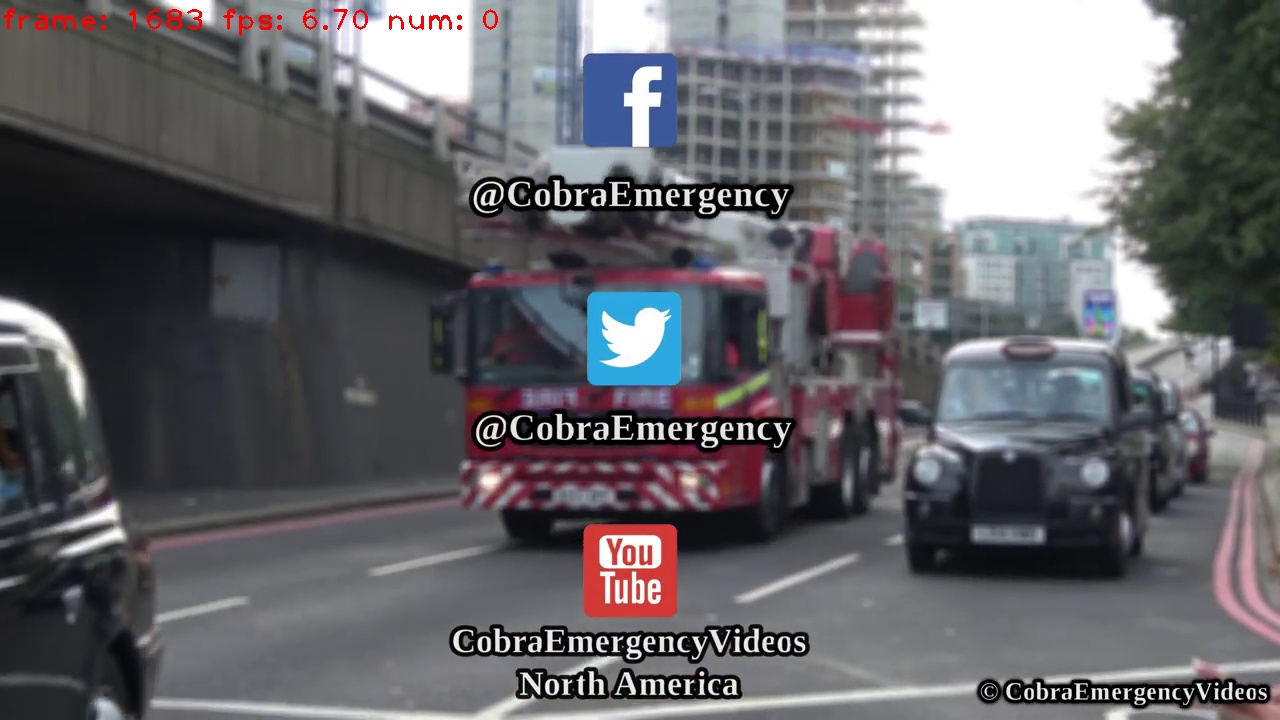 frame: 1683 fps: 6.70 num: 0
f
@CobraEmergency
@CobraEmergency
You
Tube
CobraEmergencyVideos
North America
© CobraEmergencyVideos